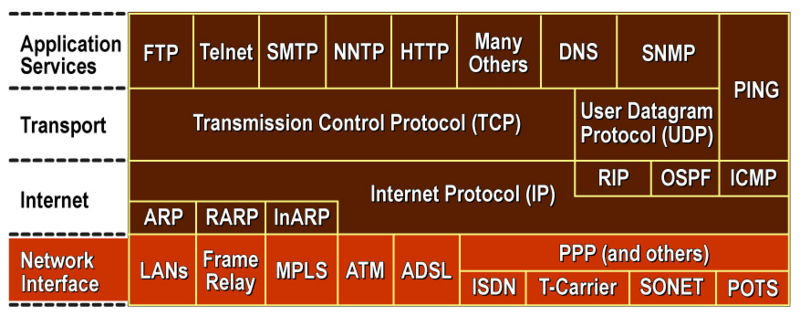 Application
Services
FTP
Telnet
SMTP
NNTP
HTTP
Many
Others
DNS
SNMP
PING
Transport
Transmission Control Protocol (TCP)
User Datagram
Protocol (UDP)
Internet
Internet Protocol (IP)
RIP
OSPF
ICMP
ARP
RARP
InARP
Network
Interface
LANs
Frame
Relay
MPLS
ATM
ADSL
PPP (and others)
ISDN
T-Carrier
SONET
POTS